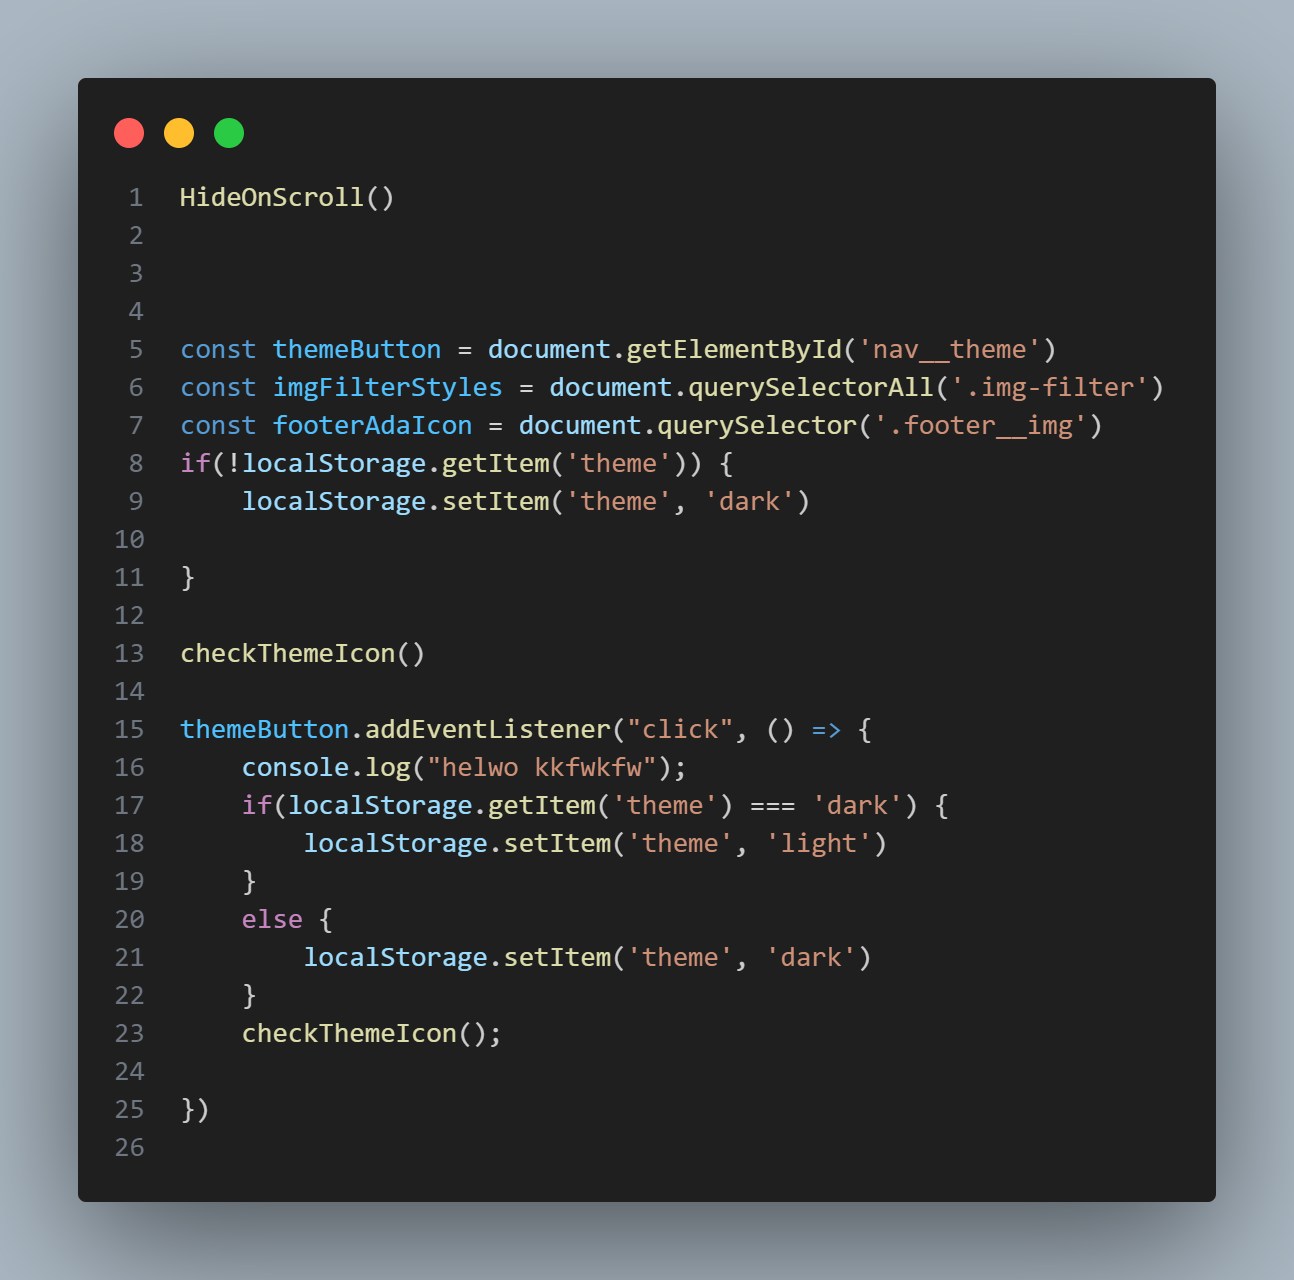 1 HideOnScroll()
2
3
4
5 const themeButton = document.getElementById('nav__theme')
6 const imgFilterStyles = document.querySelectorAll('.img-filter')
7 const footerAdaIcon = document.querySelector('.footer__img')
8 if(!localStorage.getItem('theme')) {
9     localStorage.setItem('theme', 'dark')
10
11 }
12
13 checkThemeIcon()
14
15 themeButton.addEventListener("click", () => {
16     console.log("helwo kkfwkfw");
17     if(localStorage.getItem('theme') === 'dark') {
18         localStorage.setItem('theme', 'light')
19     }
20     else {
21         localStorage.setItem('theme', 'dark')
22     }
23     checkThemeIcon();
24
25 })
26